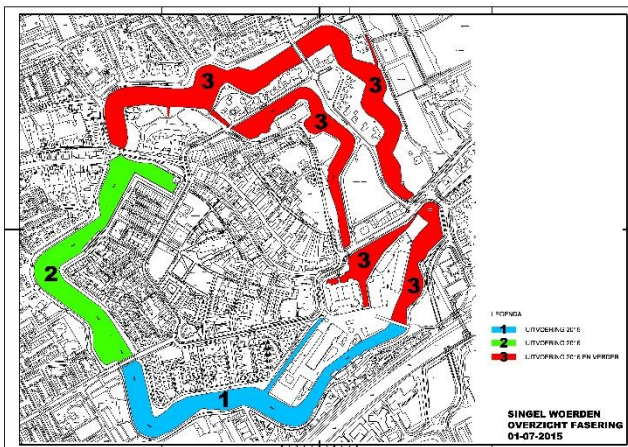 3
3
3
2
3
3
1
LEGENDA
1 UITVOERING 2015
2 UITVOERING 2016
3 UITVOERING 2016 EN VERDER
SINGEL WOERDEN
OVERZICHT FASERING
01-07-2015